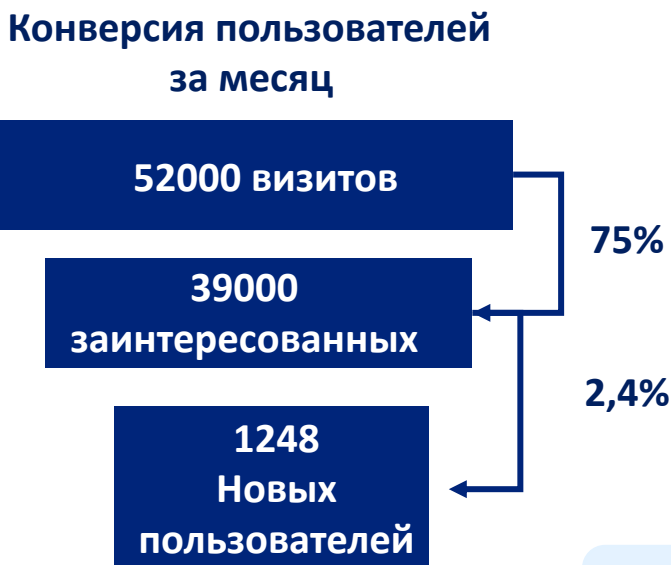 Конверсия пользователей
за месяц
52000 визитов
75%
39000
заинтересованных
2,4%
1248
Новых
пользователей